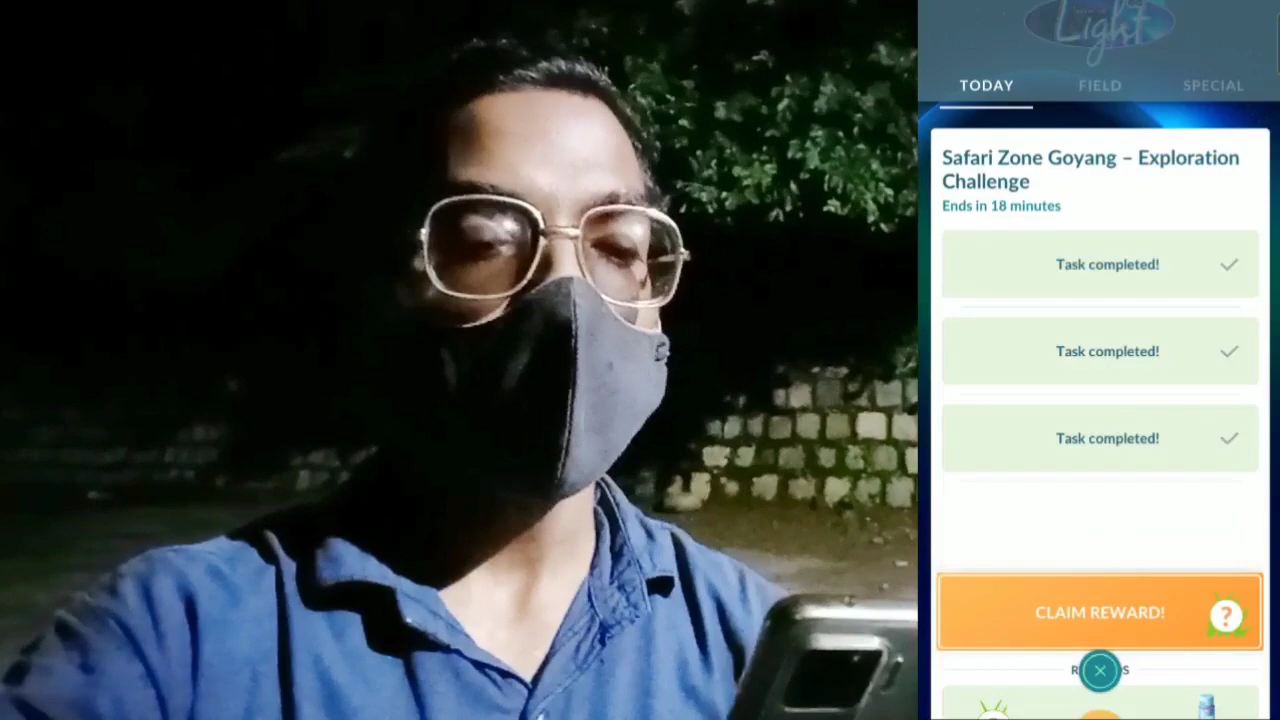 Light
TODAY
FIELD
SPECIAL
Safari Zone Goyang – Exploration
Challenge
Ends in 18 minutes
Task completed!
Task completed!
Task completed!
CLAIM REWARD!
?